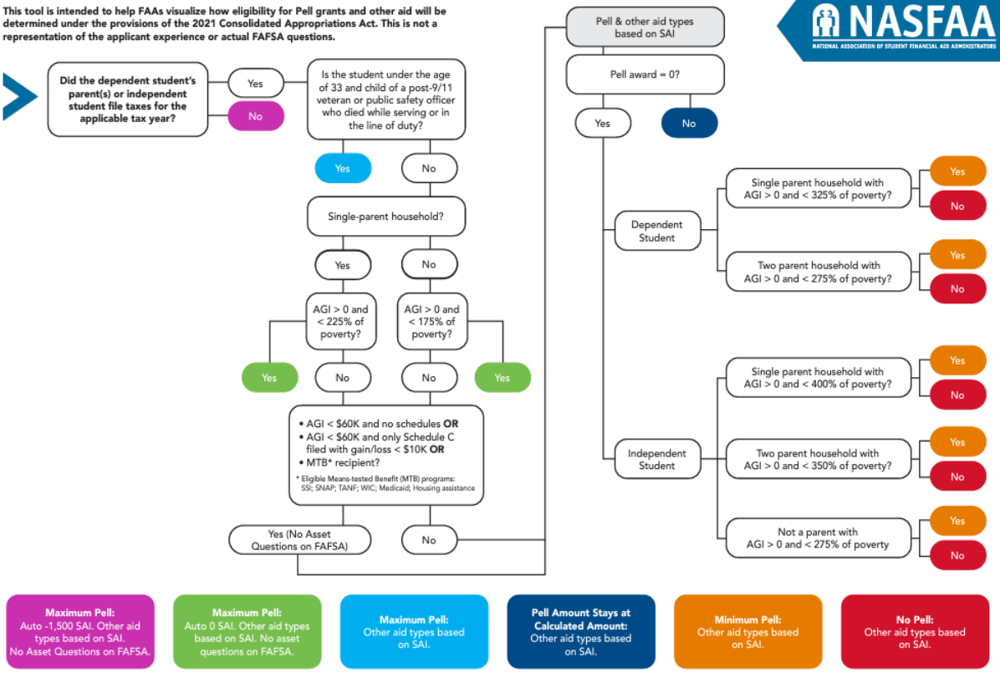 This tool is intended to help FAAs visualize how eligibility for Pell grants and other aid will be
determined under the provisions of the 2021 Consolidated Appropriations Act. This is not a
representation of the applicant experience or actual FAFSA questions.
NASFAA
NATIONAL ASSOCIATION OF STUDENT FINANCIAL AID ADMINISTRATORS
Did the dependent student's
parent(s) or independent
student file taxes for the
applicable tax year?
Yes
No
Is the student under the age
of 33 and child of a post-9/11
veteran or public safety officer
who died while serving or in
the line of duty?
Yes
No
Single-parent household?
Yes
No
AGI > 0 and
< 225% of
poverty?
AGI > 0 and
< 175% of
poverty?
Yes
No
No
Yes
• AGI < $60K and no schedules OR
• AGI < $60K and only Schedule C
filed with gain/loss < $10K OR
• MTB* recipient?
* Eligible Means-tested Benefit (MTB) programs:
SSI; SNAP; TANF; WIC; Medicaid; Housing assistance
Yes (No Asset
Questions on FAFSA)
No
Pell & other aid types
based on SAI
Pell award = 0?
Yes
No
Dependent
Student
Single parent household with
AGI > 0 and < 325% of poverty?
Yes
No
Two parent household with
AGI > 0 and < 275% of poverty?
Yes
No
Independent
Student
Single parent household with
AGI > 0 and < 400% of poverty?
Yes
No
Two parent household with
AGI > 0 and < 350% of poverty?
Yes
No
Not a parent with
AGI > 0 and < 275% of poverty
Yes
No
Maximum Pell:
Auto -1,500 SAI. Other aid
types based on SAI.
No Asset Questions on FAFSA.
Maximum Pell:
Auto 0 SAI. Other aid types
based on SAI. No asset
questions on FAFSA.
Maximum Pell:
Other aid types based
on SAI.
Pell Amount Stays at
Calculated Amount:
Other aid types based
on SAI.
Minimum Pell:
Other aid types based
on SAI.
No Pell:
Other aid types based
on SAI.